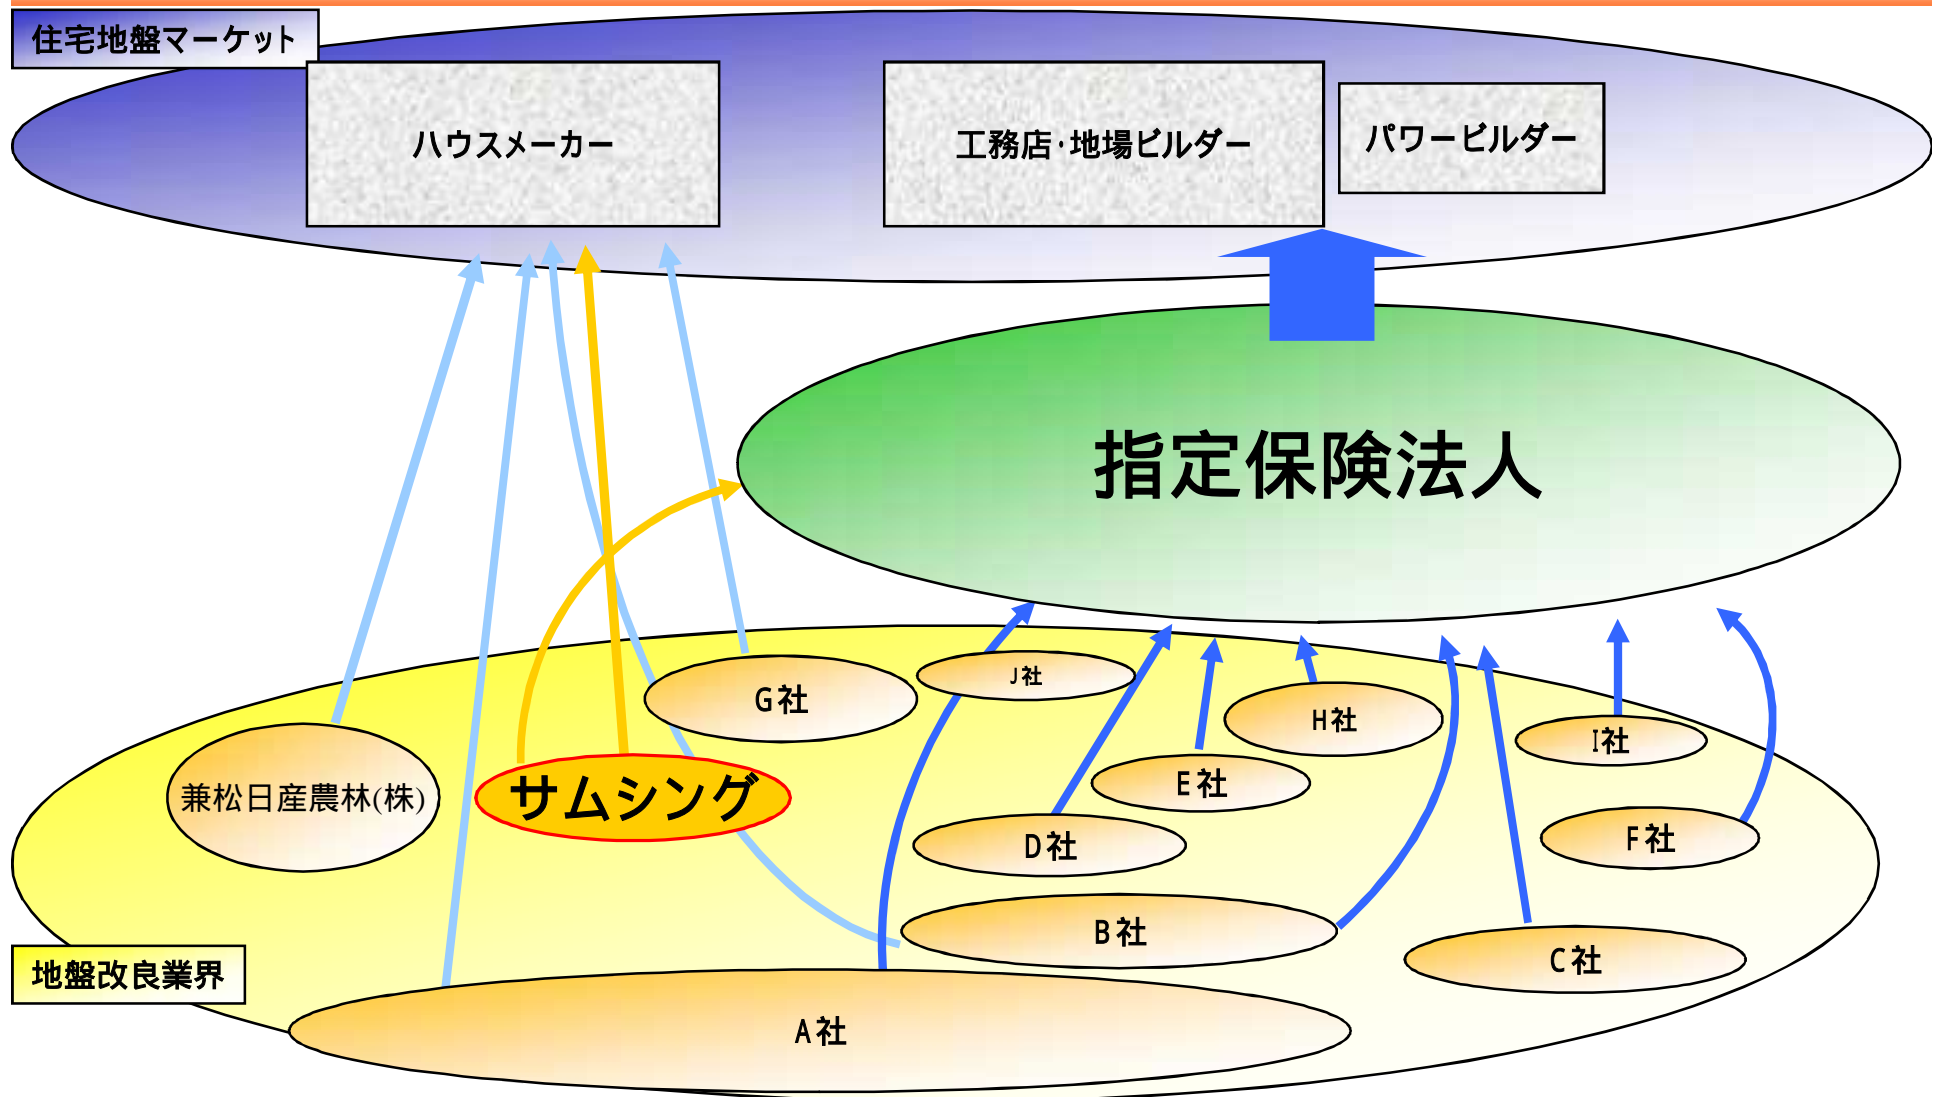 住宅地盤マーケット
ハウスメーカー
工務店・地場ビルダー
パワービルダー
指定保険法人
G社
J社
H社
I社
兼松日産農林(株)
サムシング
E社
D社
F社
B社
C社
地盤改良業界
A社